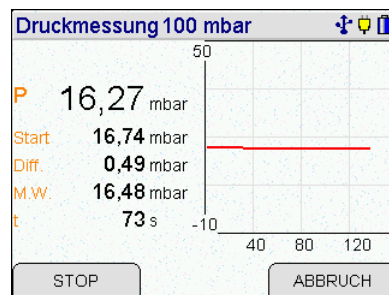 Druckmessung 100 mbar
50
P 16,27 mbar
Start 16,74 mbar
Diff. 0,49 mbar
M.W. 16,48 mbar
t 73 s
-10
40 80 120
STOP ABBRUCH